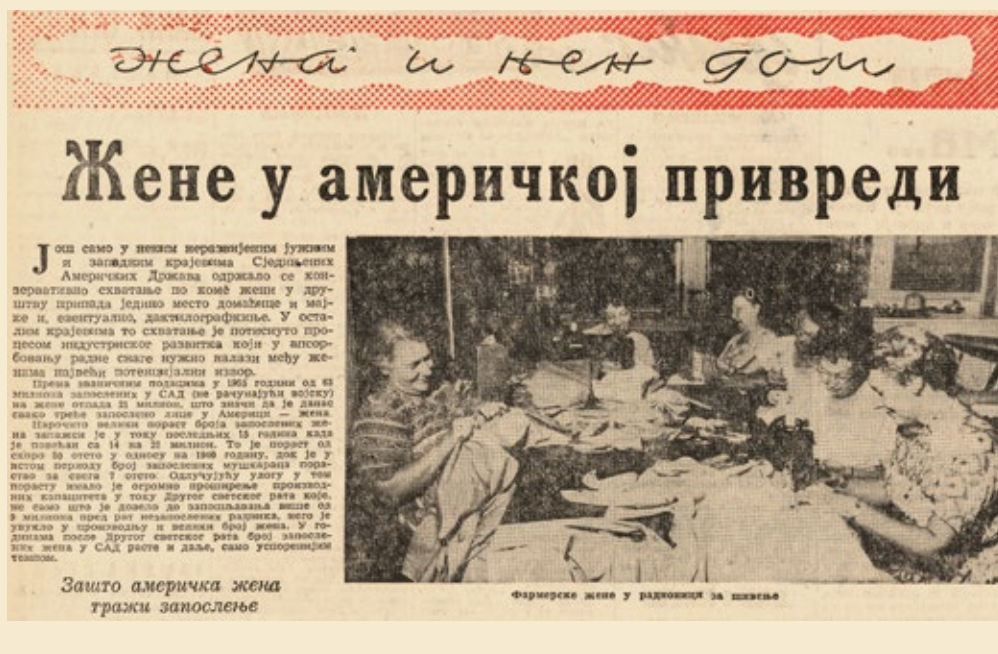 жена и њен дом
Жене у америчкој привреди
Још само у неким неразвијеним јужним
и западним крајевима Сједињених
Америчких Држава одржало се кон-
зервативно схватање по коме жени у дру-
штву припада једино место домаћице и мај-
ке и, евентуално, дактилографкиње. У оста-
лим крајевима то схватање је потиснуто про-
цесом индустриског развитка који у апсор-
бовању радне снаге нужно налази међу же-
нама највећи потенцијални извор.
Према званичним подацима у 1955 години од 63
милиона запослених у САД (не рачунајући војску)
на жене отпада 21 милион, што значи да је данас
свако треће запослено лице у Америци — жена.
Нарочито велики пораст броја запослених же-
на запажен је у току последњих 15 година када
је повећан са 14 на 21 милион. То је пораст од
скоро 50 отсто у односу на 1940 годину, док је у
истом периоду број запослених мушкараца пора-
стао за свега 7 отсто. Одлучујућу улогу у том
порасту имало је огромно проширење производ-
них капацитета у току Другог светског рата које,
не само што је довело до запошљавања више од
9 милиона пред рат незапослених радника, него је
увукло у производњу и велики број жена. У го-
динама после Другог светског рата број запосле-
них жена у САД расте и даље, само успоренијим
темпом.
Зашто америчка жена
тражи запослење
Фармерске жене у радионици за шивење